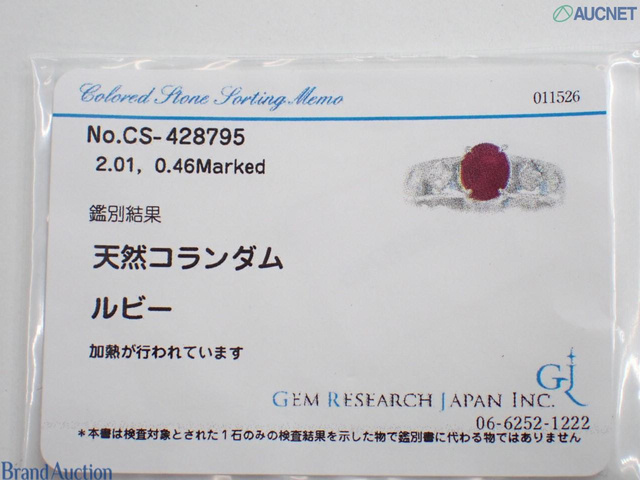 AUCNET
Colored Stone Sorting Memo
011526
No.CS-428795
2.01, 0.46Marked
鑑別結果
天然コランダム
ルビー
加熱が行われています
GJ
GEM RESEARCH JAPAN INC.
06-6252-1222
*本書は検査対象とされた1石のみの検査結果を示した物で鑑別書に代わる物ではありません
Brand Auction